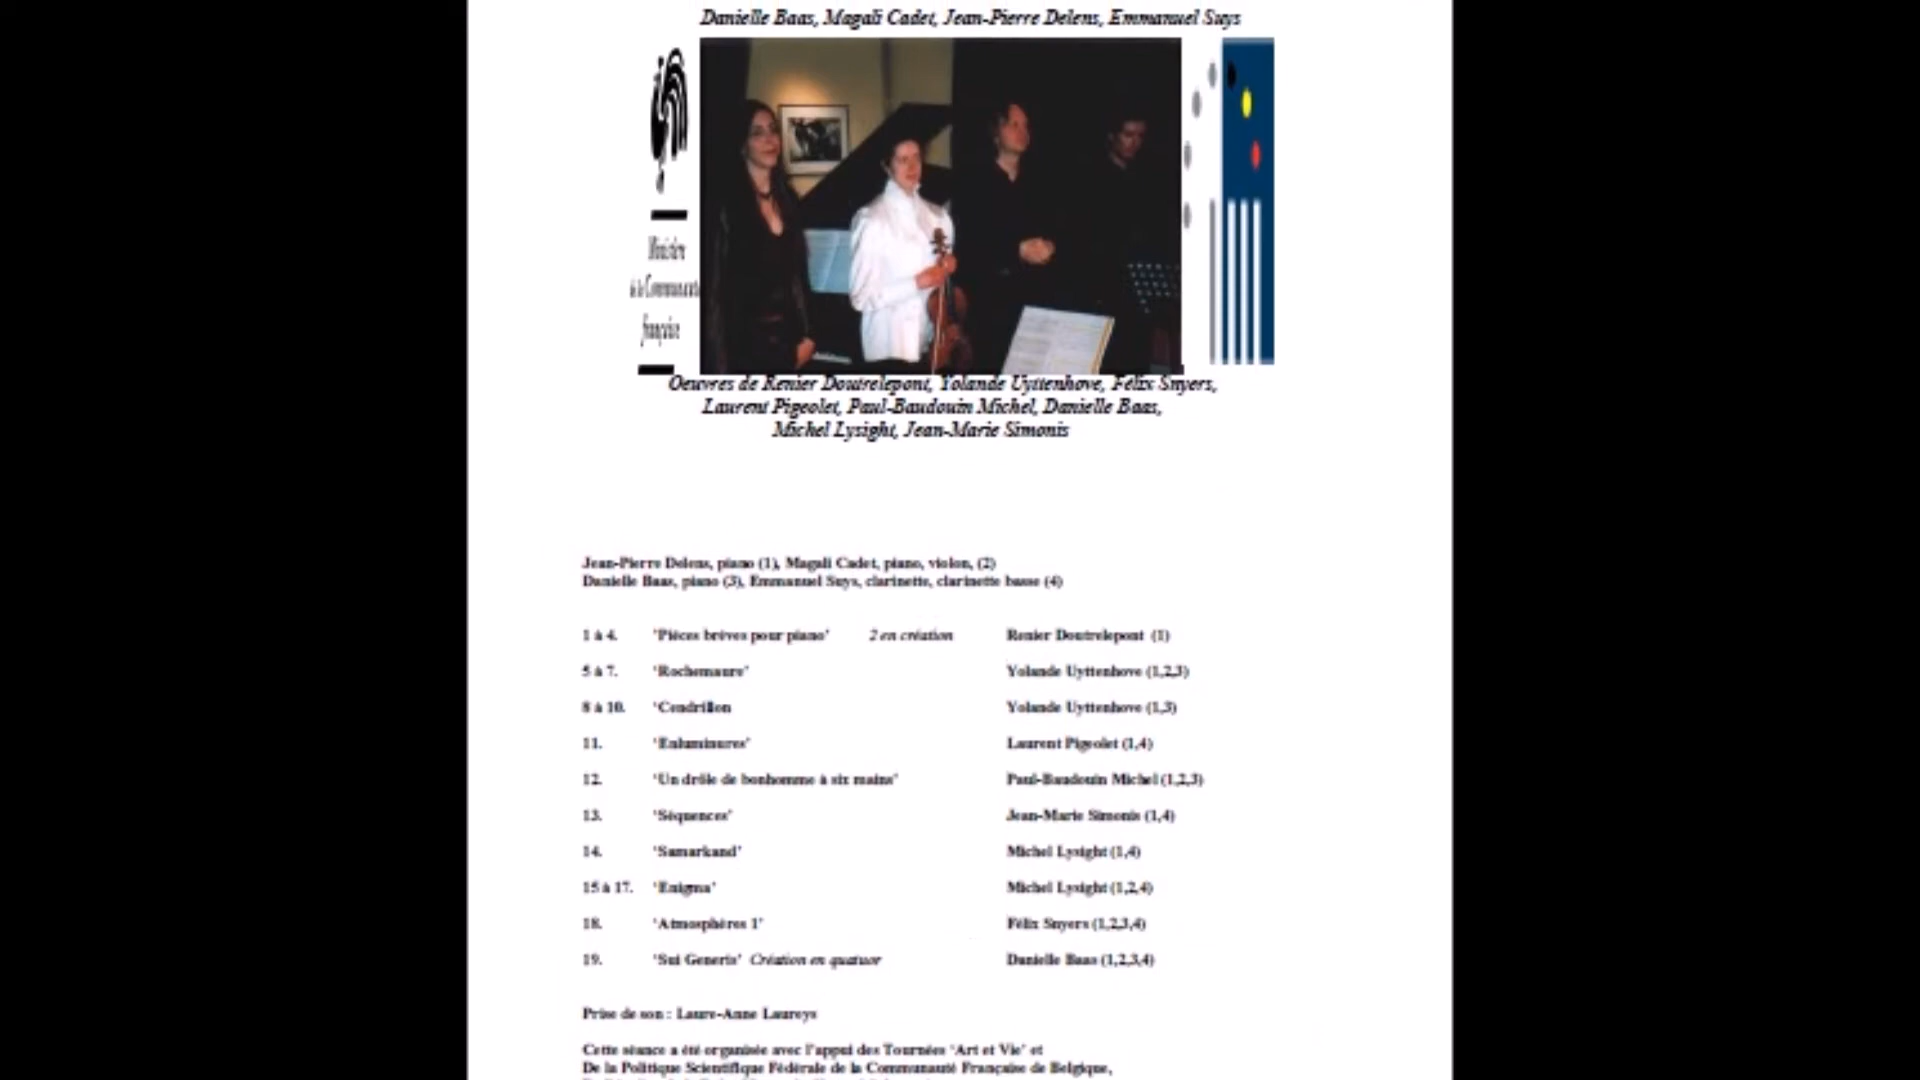 Danielle Baas, Magali Cadet, Jean-Pierre Delens, Emmanuel Suys
Ministère
de la Communauté
française
Oeuvres de Renier Doutrelepont, Yolande Uyttenhove, Félix Snyers,
Laurent Pigeolet, Paul-Baudouin Michel, Danielle Baas,
Michel Lysight, Jean-Marie Simonis
Jean-Pierre Delens, piano (1), Magali Cadet, piano, violon, (2)
Danielle Baas, piano (3), Emmanuel Suys, clarinette, clarinette basse (4)
1 à 4. 'Pièces brèves pour piano' 2 en création Renier Doutrelepont (1)
5 à 7. 'Rochemaure' Yolande Uyttenhove (1,2,3)
8 à 10. 'Cendrillon Yolande Uyttenhove (1,3)
11. 'Enluminures' Laurent Pigeolet (1,4)
12. 'Un drôle de bonhomme à six mains' Paul-Baudouin Michel (1,2,3)
13. 'Séquences' Jean-Marie Simonis (1,4)
14. 'Samarkand' Michel Lysight (1,4)
15 à 17. 'Enigma' Michel Lysight (1,2,4)
18. 'Atmosphères 1' Félix Snyers (1,2,3,4)
19. 'Sui Generis' Création en quatuor Danielle Baas (1,2,3,4)
Prise de son : Laure-Anne Laureys
Cette séance a été organisée avec l'appui des Tournées 'Art et Vie' et
De la Politique Scientifique Fédérale de la Communauté Française de Belgique,